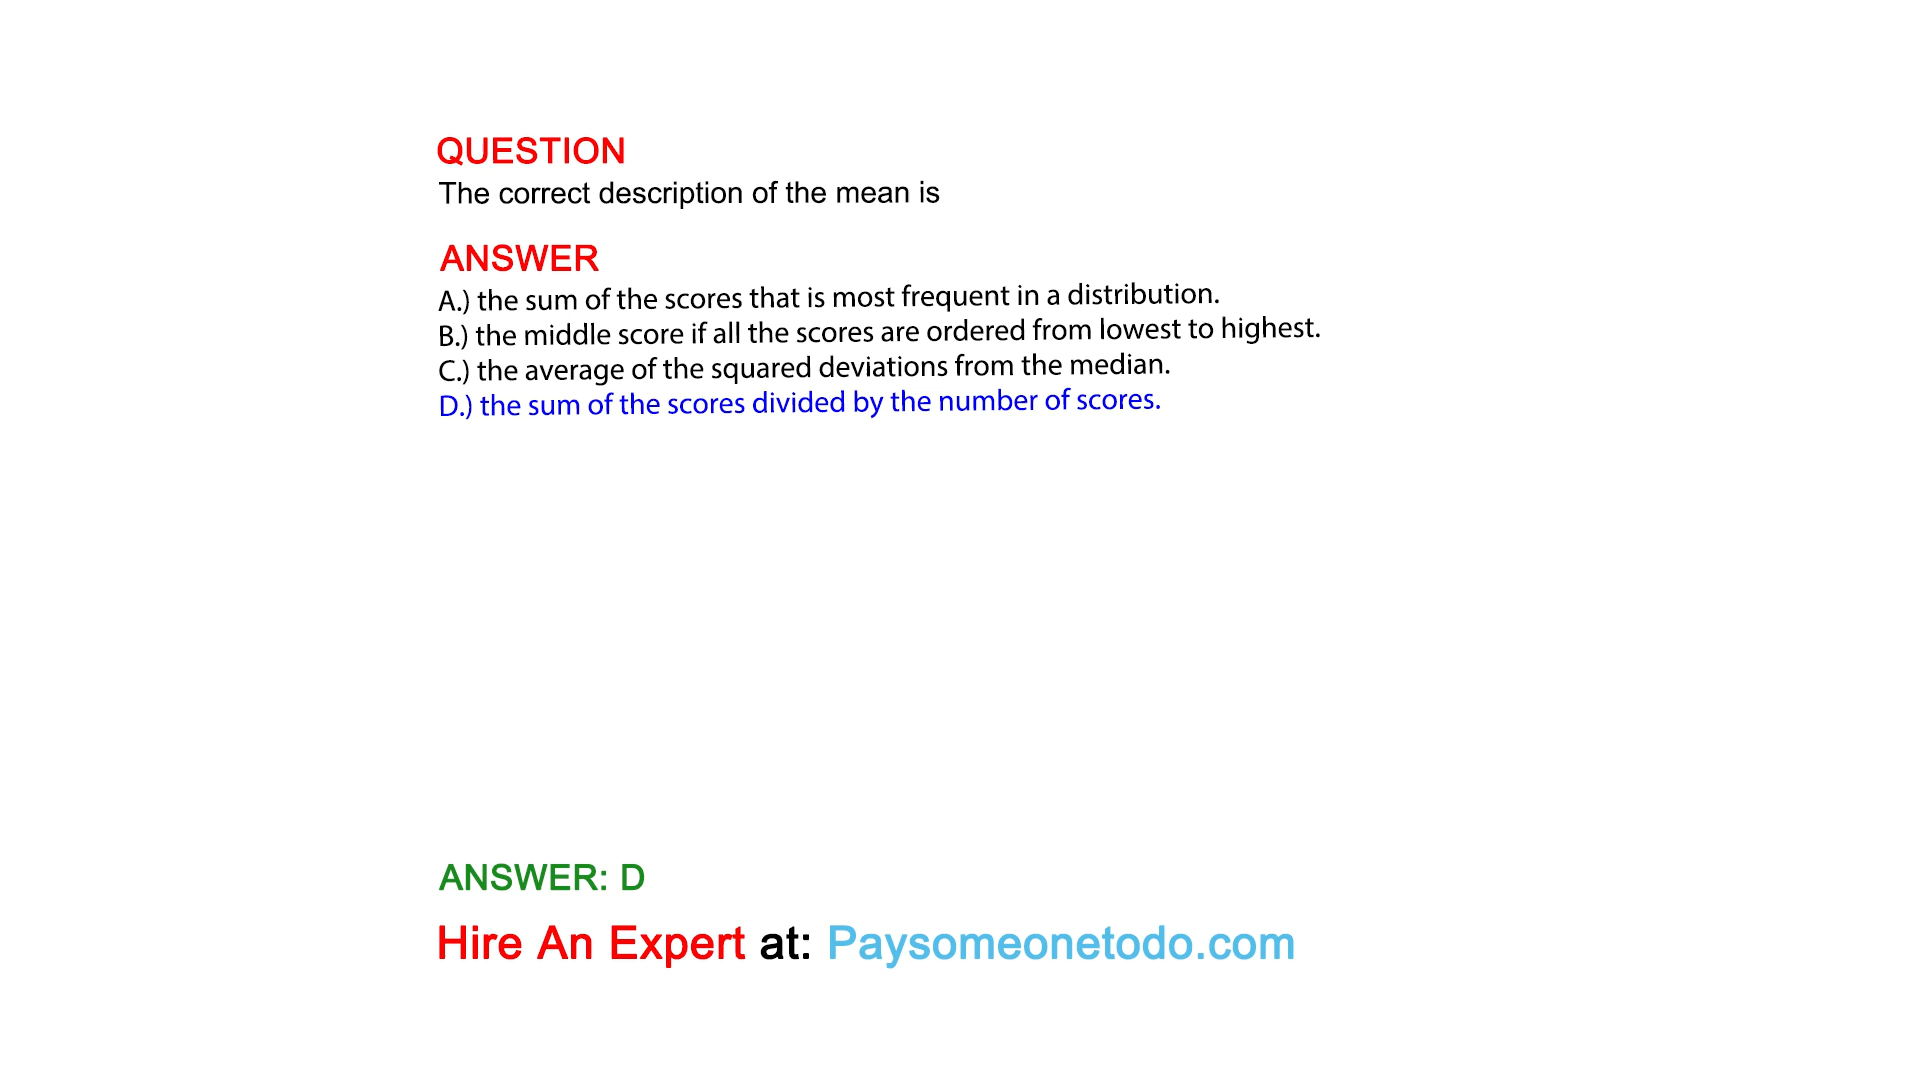 QUESTION
The correct description of the mean is
ANSWER
A.) the sum of the scores that is most frequent in a distribution.
B.) the middle score if all the scores are ordered from lowest to highest.
C.) the average of the squared deviations from the median.
D.) the sum of the scores divided by the number of scores.
ANSWER: D
Hire An Expert at: Paysomeonetodo.com